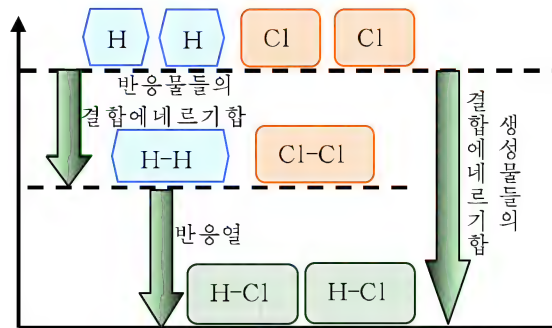 H H Cl Cl
반응물들의
결합에네르기합
H-H Cl-Cl
반응열
H-Cl H-Cl
생성물들의
결합에네르기합